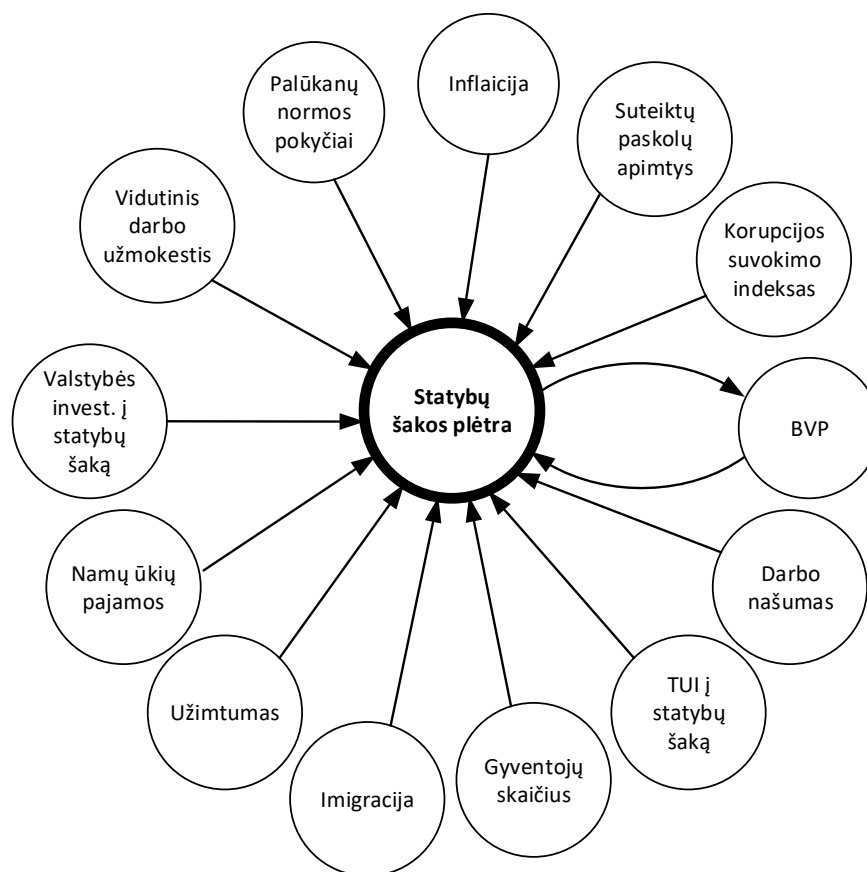 Inflaicija
Palūkanų
normos
pokyčiai
Suteiktų
paskolų
apimtys
Vidutinis
darbo
užmokestis
Korupcijos
suvokimo
indeksas
Valstybės
invest. į
statybų
šaką
Statybų
šakos plėtra
BVP
Namų ūkių
pajamos
Darbo
našumas
Užimtumas
TUI į
statybų
šaką
Imigracija
Gyventojų
skaičius